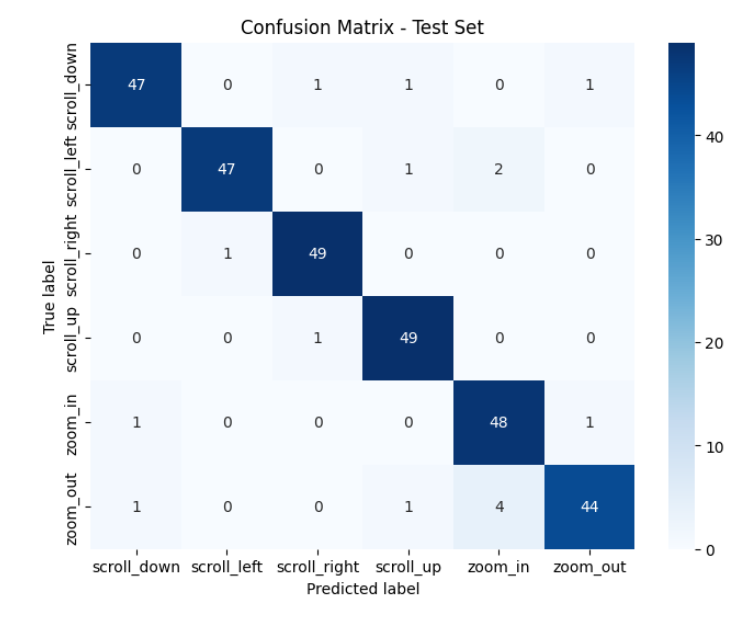 Confusion Matrix - Test Set
True label
scroll_down 47 0 1 1 0 1
scroll_left 0 47 0 1 2 0
scroll_right 0 1 49 0 0 0
scroll_up 0 0 1 49 0 0
zoom_in 1 0 0 0 48 1
zoom_out 1 0 0 1 4 44
scroll_down scroll_left scroll_right scroll_up zoom_in zoom_out
Predicted label
40
30
20
10
0